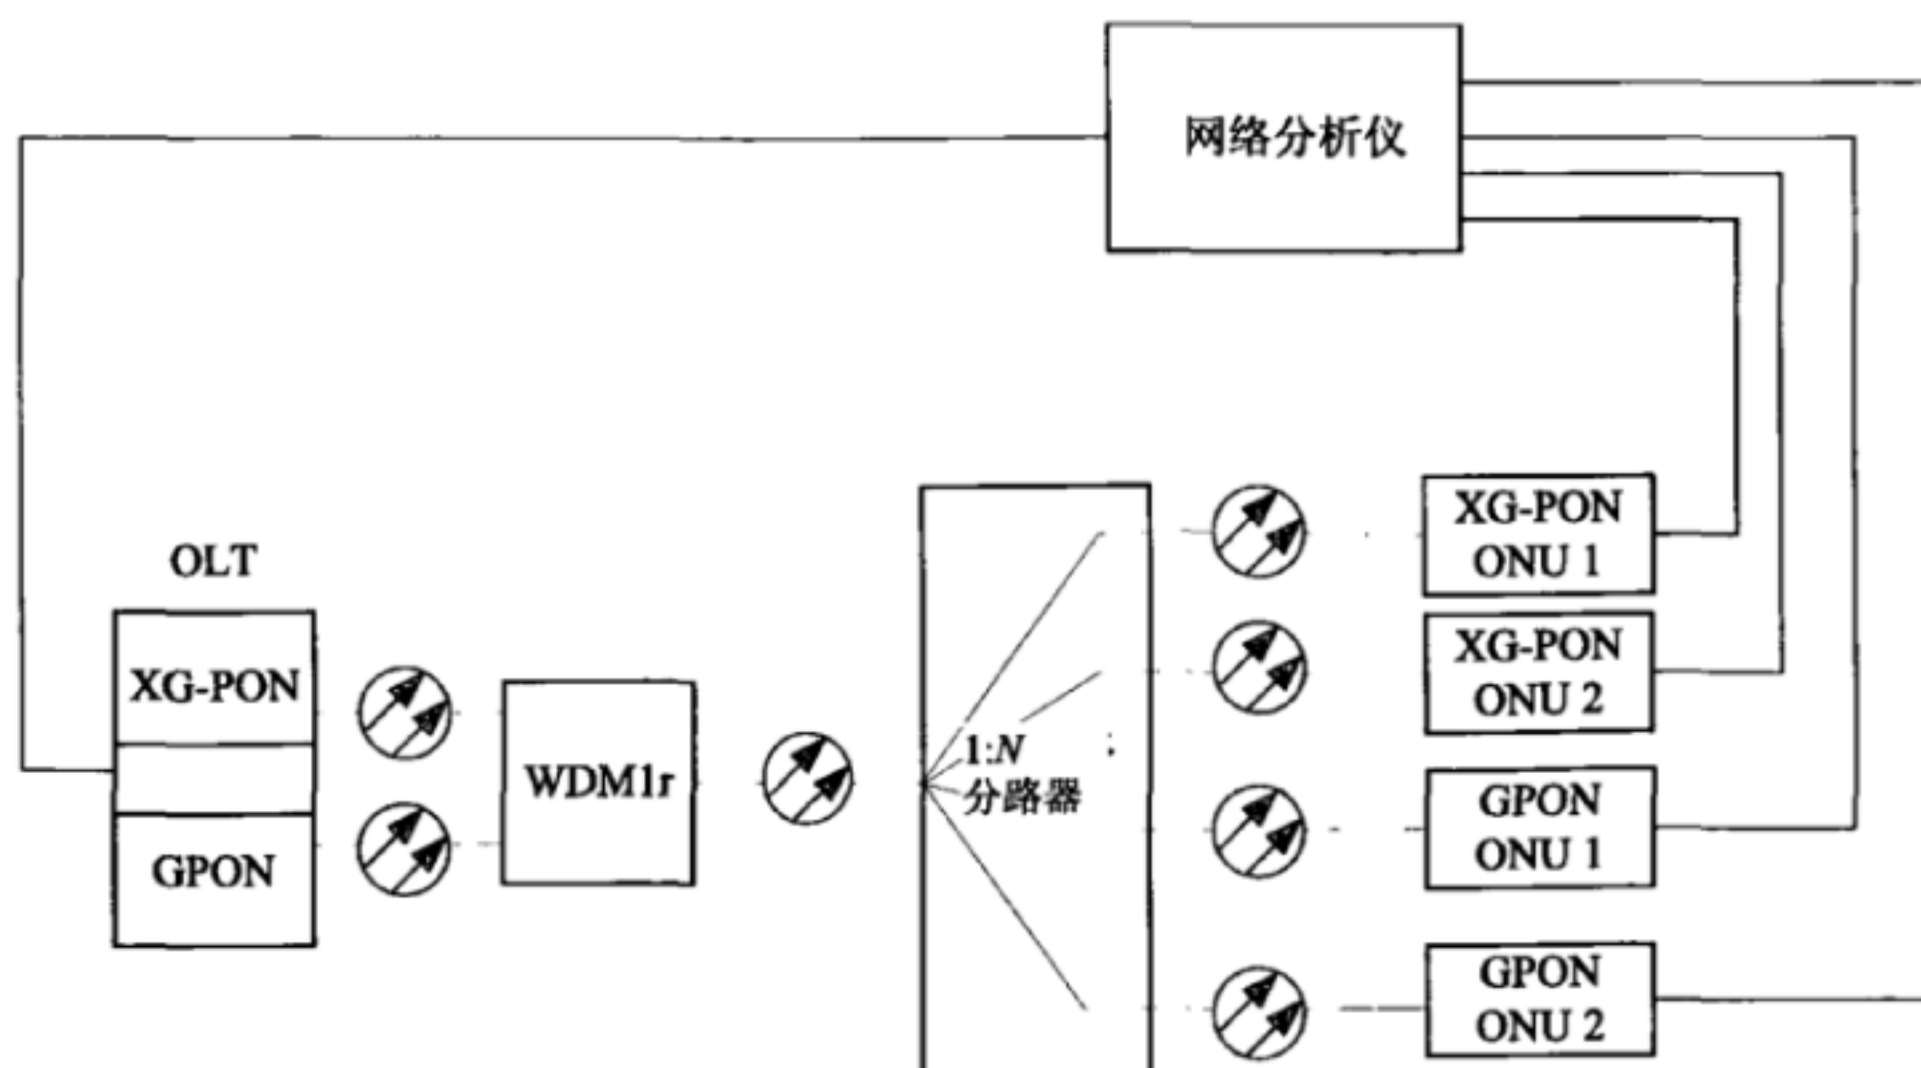 网络分析仪
OLT
XG-PON
GPON
WDM1r
1:N
分路器
XG-PON
ONU 1
XG-PON
ONU 2
GPON
ONU 1
GPON
ONU 2